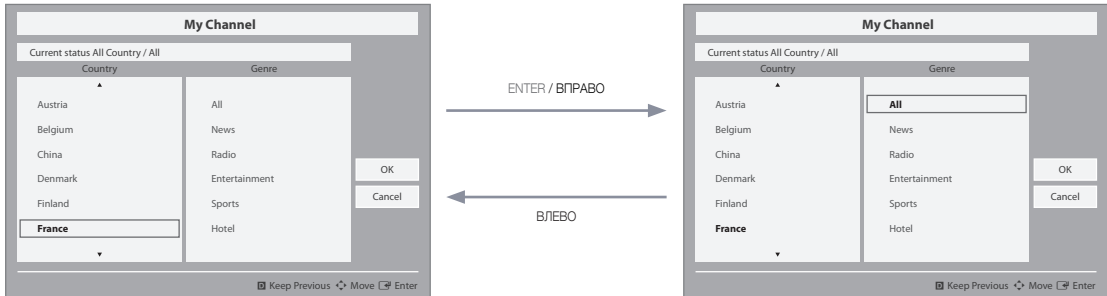 My Channel
Current status All Country / All
Country Genre
Austria All
Belgium News
China Radio
Denmark Entertainment
Finland Sports
France Hotel
OK
Cancel
Keep Previous Move Enter
ENTER / ВПРАВО
ВЛЕВО
My Channel
Current status All Country / All
Country Genre
Austria All
Belgium News
China Radio
Denmark Entertainment
Finland Sports
France Hotel
OK
Cancel
Keep Previous Move Enter